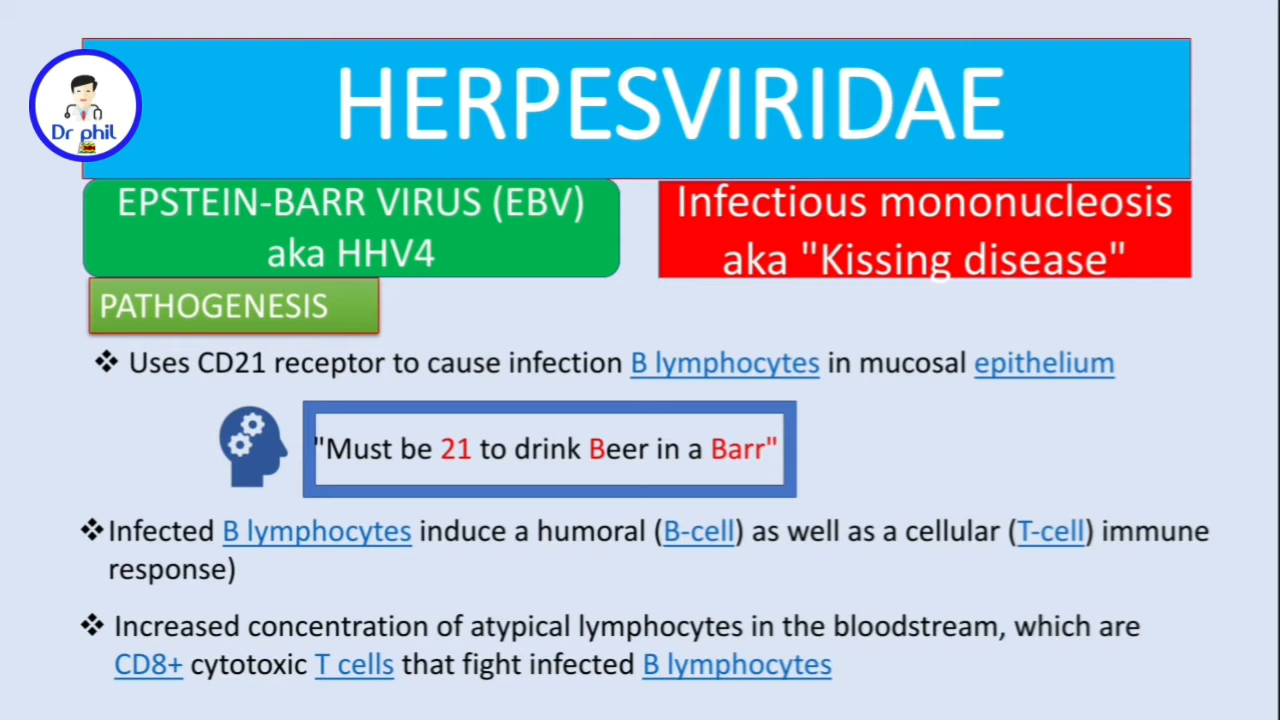 Dr phil
HERPESVIRIDAE
EPSTEIN-BARR VIRUS (EBV)
aka HHV4
Infectious mononucleosis
aka "Kissing disease"
PATHOGENESIS
❖ Uses CD21 receptor to cause infection B lymphocytes in mucosal epithelium
"Must be 21 to drink Beer in a Barr"
❖Infected B lymphocytes induce a humoral (B-cell) as well as a cellular (T-cell) immune
response)
❖ Increased concentration of atypical lymphocytes in the bloodstream, which are
CD8+ cytotoxic T cells that fight infected B lymphocytes